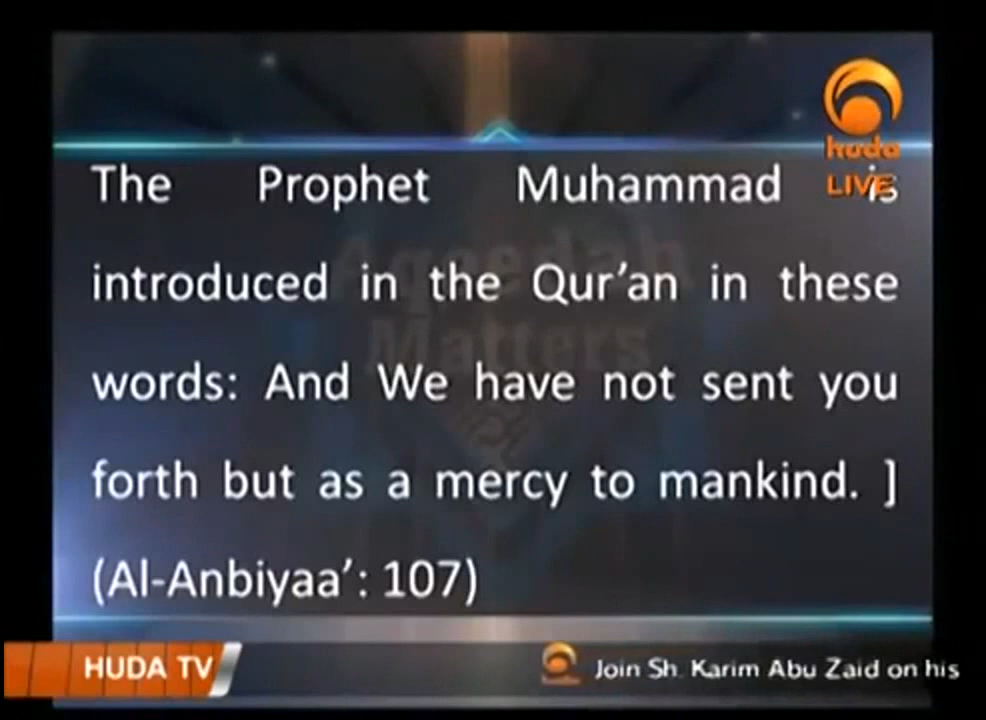 huda
LIVE
The Prophet Muhammad is
introduced in the Qur’an in these
words: And We have not sent you
forth but as a mercy to mankind. ]
(Al-Anbiyaa’: 107)
Aqeedah
Matters
HUDA TV
Join Sh. Karim Abu Zaid on his